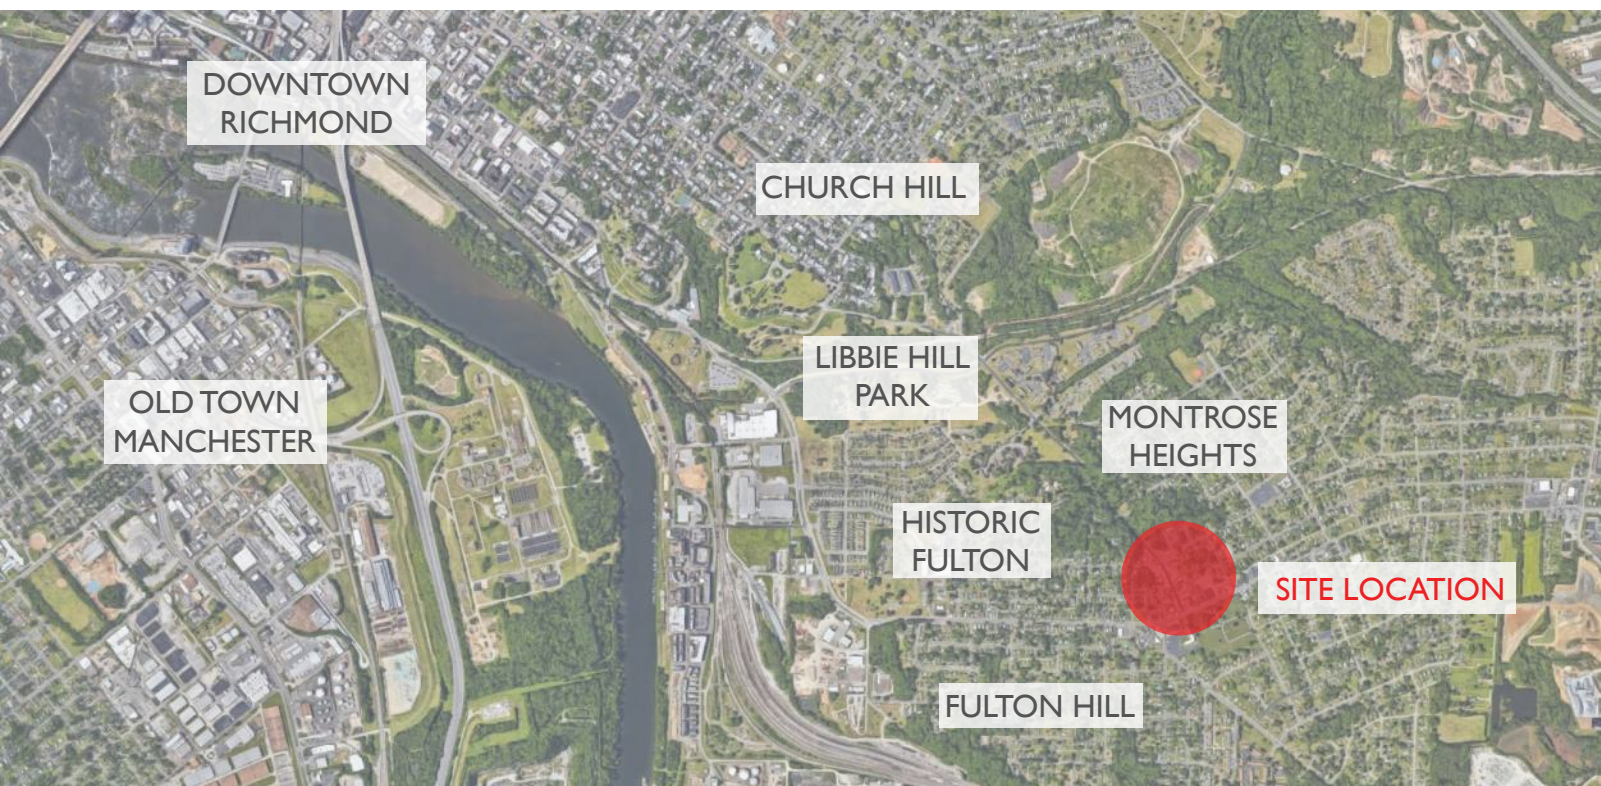 DOWNTOWN
RICHMOND
CHURCH HILL
LIBBIE HILL
PARK
OLD TOWN
MANCHESTER
MONTROSE
HEIGHTS
HISTORIC
FULTON
SITE LOCATION
FULTON HILL